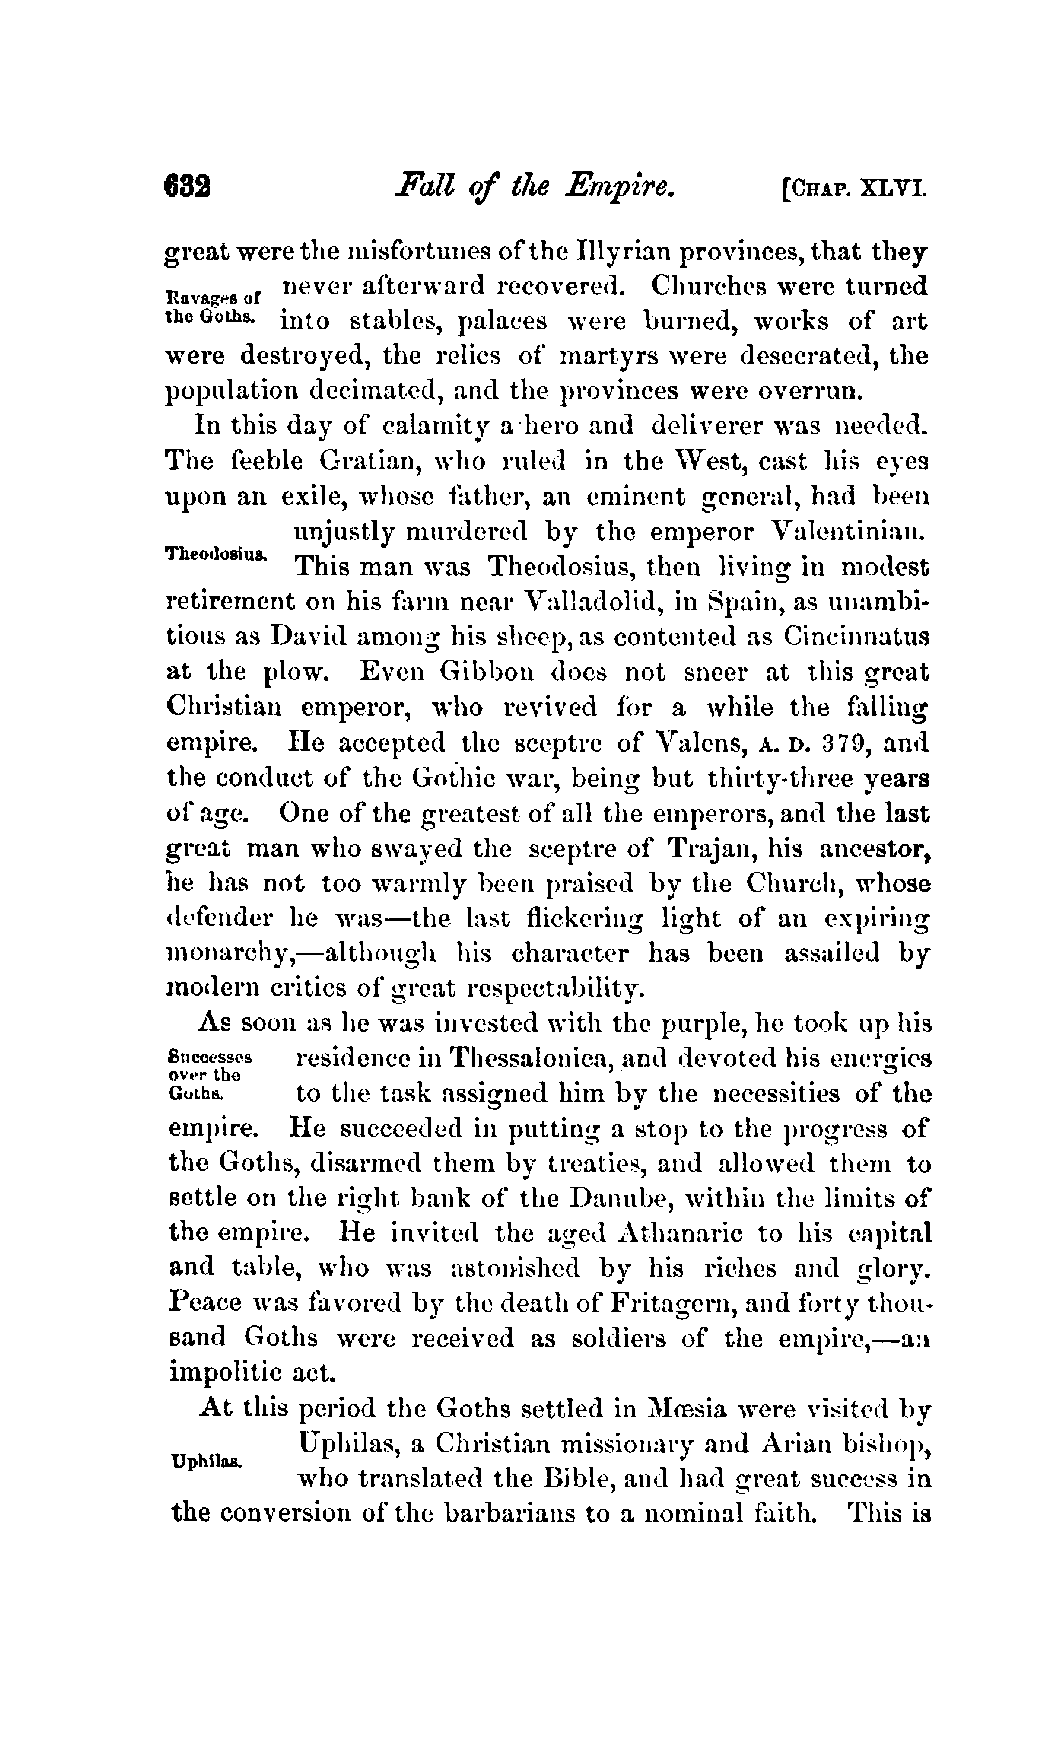 632 Fall of the Empire. [CHAP. XLVI.
great were the misfortunes of the Illyrian provinces, that they
Ravages of the Goths.
never afterward recovered. Churches were turned
into stables, palaces were burned, works of art
were destroyed, the relics of martyrs were desecrated, the
population decimated, and the provinces were overrun.
In this day of calamity a hero and deliverer was needed.
The feeble Gratian, who ruled in the West, cast his eyes
upon an exile, whose father, an eminent general, had been
unjustly murdered by the emperor Valentinian.
Theodosius.
This man was Theodosius, then living in modest
retirement on his farm near Valladolid, in Spain, as unambi-
tious as David among his sheep, as contented as Cincinnatus
at the plow. Even Gibbon does not sneer at this great
Christian emperor, who revived for a while the falling
empire. He accepted the sceptre of Valens, A. D. 379, and
the conduct of the Gothic war, being but thirty-three years
of age. One of the greatest of all the emperors, and the last
great man who swayed the sceptre of Trajan, his ancestor,
he has not too warmly been praised by the Church, whose
defender he was—the last flickering light of an expiring
monarchy,—although his character has been assailed by
modern critics of great respectability.
As soon as he was invested with the purple, he took up his
Successes over the Goths.
residence in Thessalonica, and devoted his energies
to the task assigned him by the necessities of the
empire. He succeeded in putting a stop to the progress of
the Goths, disarmed them by treaties, and allowed them to
settle on the right bank of the Danube, within the limits of
the empire. He invited the aged Athanaric to his capital
and table, who was astonished by his riches and glory.
Peace was favored by the death of Fritagern, and forty thou-
sand Goths were received as soldiers of the empire,—an
impolitic act.
At this period the Goths settled in Mœsia were visited by
Uphilas.
Uphilas, a Christian missionary and Arian bishop,
who translated the Bible, and had great success in
the conversion of the barbarians to a nominal faith. This is